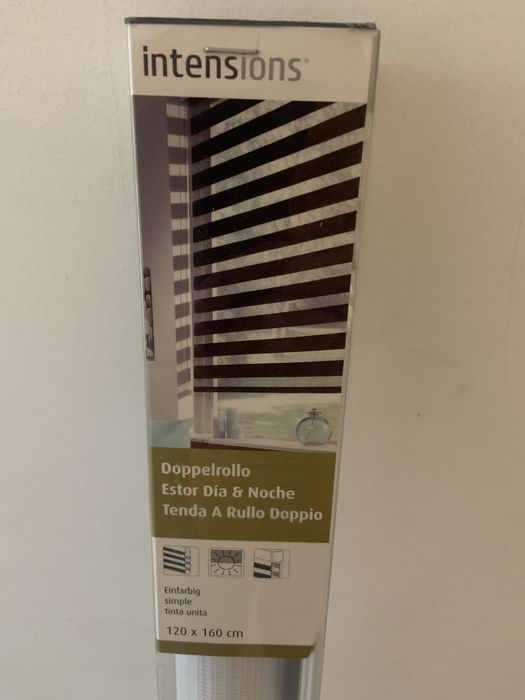 intensions®
Doppelrollo
Estor Día & Noche
Tenda A Rullo Doppio
Einfarbig
simple
tinta unita
120 x 160 cm